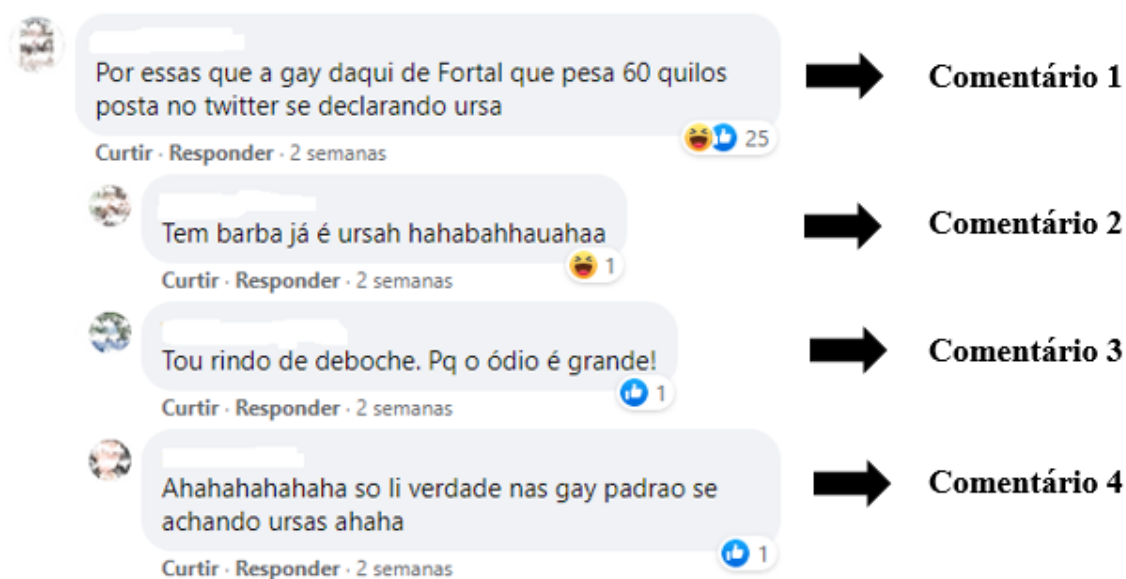 Por essas que a gay daqui de Fortal que pesa 60 quilos
posta no twitter se declarando ursa
25
Curtir · Responder · 2 semanas
Comentário 1
Tem barba já é ursah hahabahhauahaa
1
Curtir · Responder · 2 semanas
Comentário 2
Tou rindo de deboche. Pq o ódio é grande!
1
Curtir · Responder · 2 semanas
Comentário 3
Ahahahahahaha so li verdade nas gay padrao se
achando ursas ahaha
1
Curtir · Responder · 2 semanas
Comentário 4